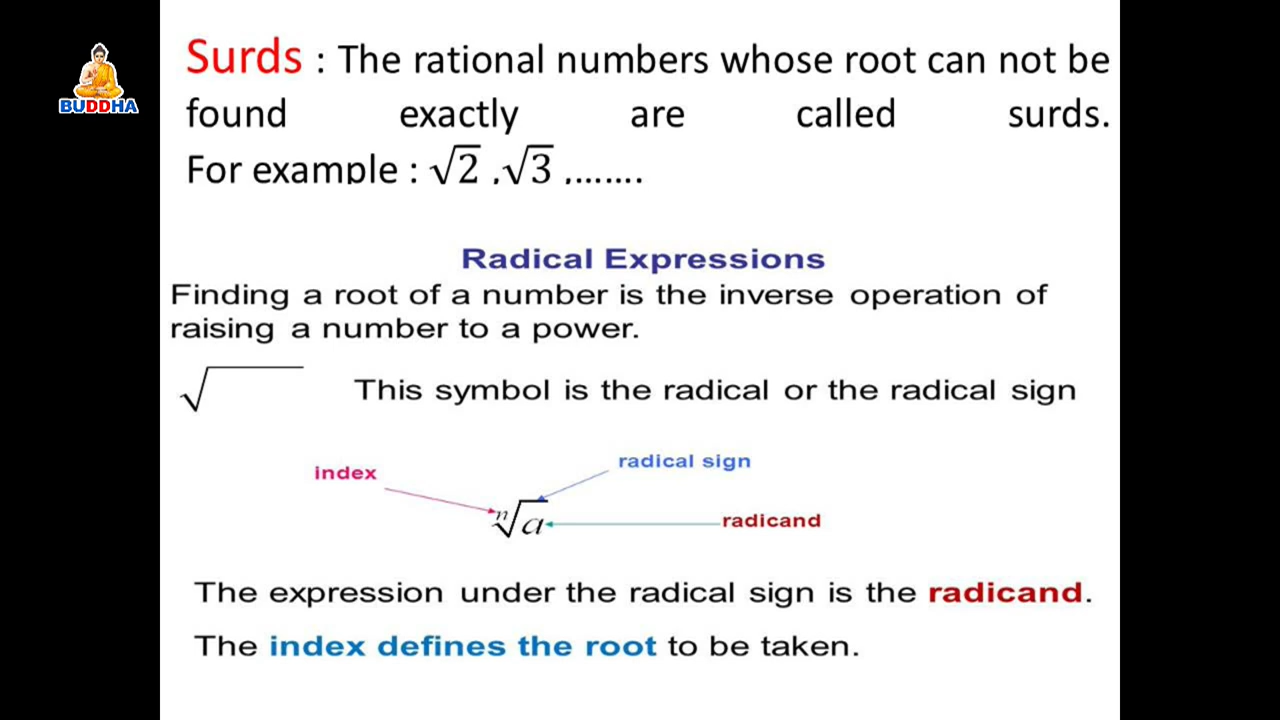 BUDDHA
Surds : The rational numbers whose root can not be
found exactly are called surds.
For example : √2 ,√3 ,.......
Radical Expressions
Finding a root of a number is the inverse operation of
raising a number to a power.
√ This symbol is the radical or the radical sign
radical sign
index
ⁿ√a
radicand
The expression under the radical sign is the radicand.
The index defines the root to be taken.